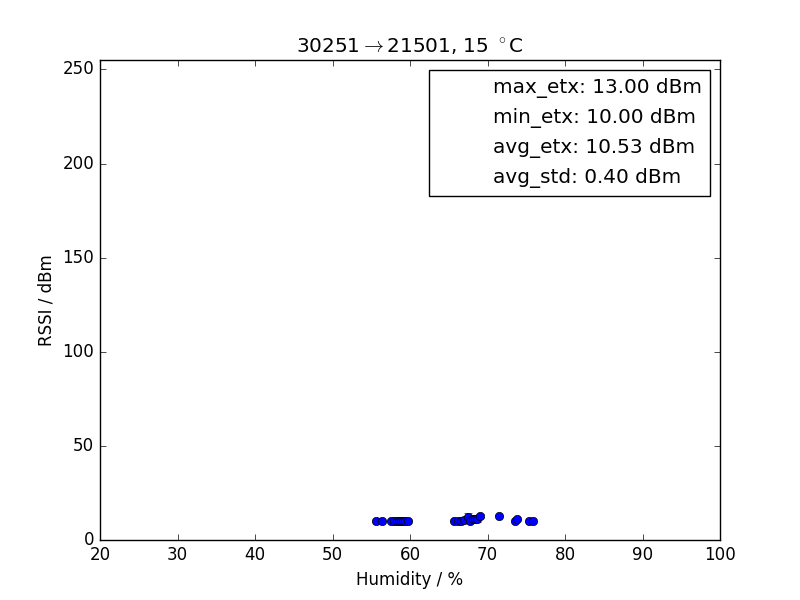 30251→21501, 15 °C
max_etx: 13.00 dBm
min_etx: 10.00 dBm
avg_etx: 10.53 dBm
avg_std: 0.40 dBm
RSSI / dBm
250
200
150
100
50
0
20 30 40 50 60 70 80 90 100
Humidity / %